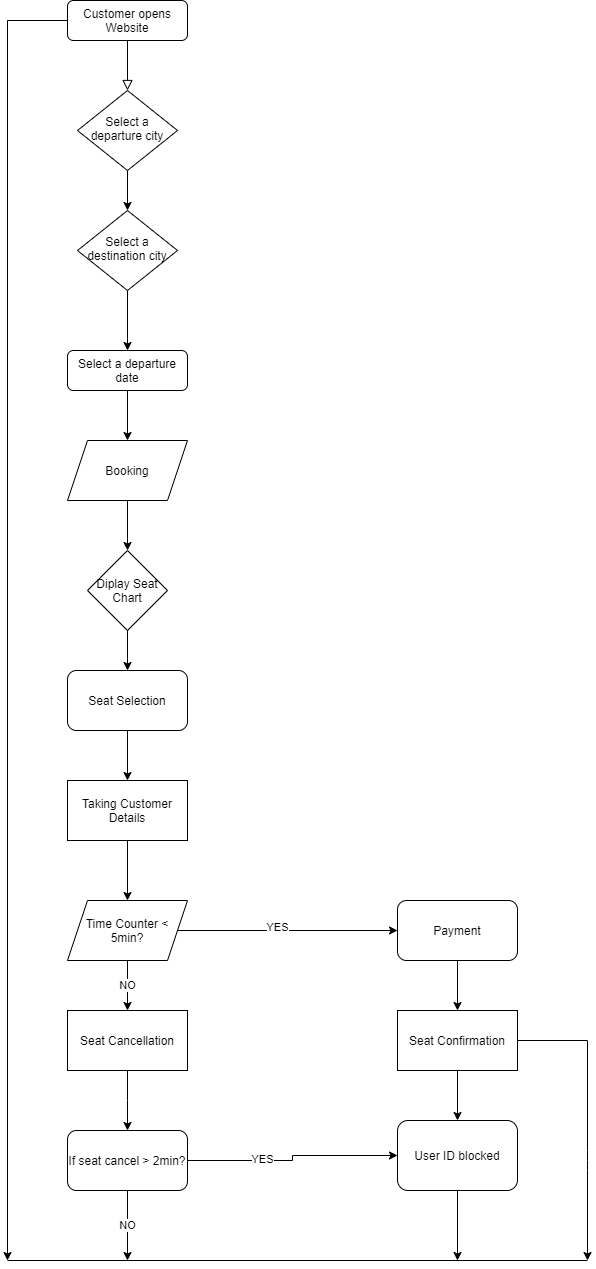 Customer opens
Website
Select a
departure city
Select a
destination city
Select a departure
date
Booking
Diplay Seat
Chart
Seat Selection
Taking Customer
Details
Time Counter <
5min?
YES
Payment
NO
Seat Cancellation
Seat Confirmation
If seat cancel > 2min?
YES
User ID blocked
NO